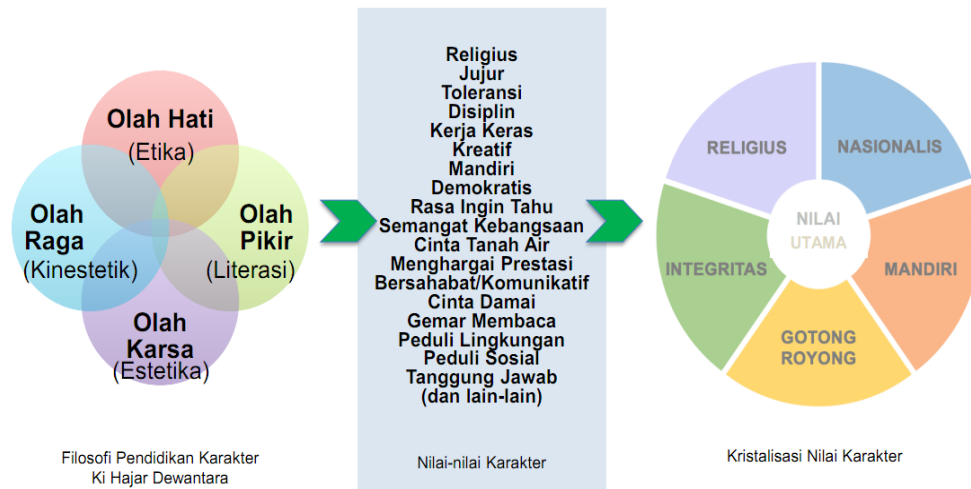 Olah Hati
(Etika)
Olah
Raga
(Kinestetik)
Olah
Pikir
(Literasi)
Olah
Karsa
(Estetika)
Filosofi Pendidikan Karakter
Ki Hajar Dewantara
Religius
Jujur
Toleransi
Disiplin
Kerja Keras
Kreatif
Mandiri
Demokratis
Rasa Ingin Tahu
Semangat Kebangsaan
Cinta Tanah Air
Menghargai Prestasi
Bersahabat/Komunikatif
Cinta Damai
Gemar Membaca
Peduli Lingkungan
Peduli Sosial
Tanggung Jawab
(dan lain-lain)
Nilai-nilai Karakter
RELIGIUS
NASIONALIS
NILAI
UTAMA
INTEGRITAS
MANDIRI
GOTONG
ROYONG
Kristalisasi Nilai Karakter